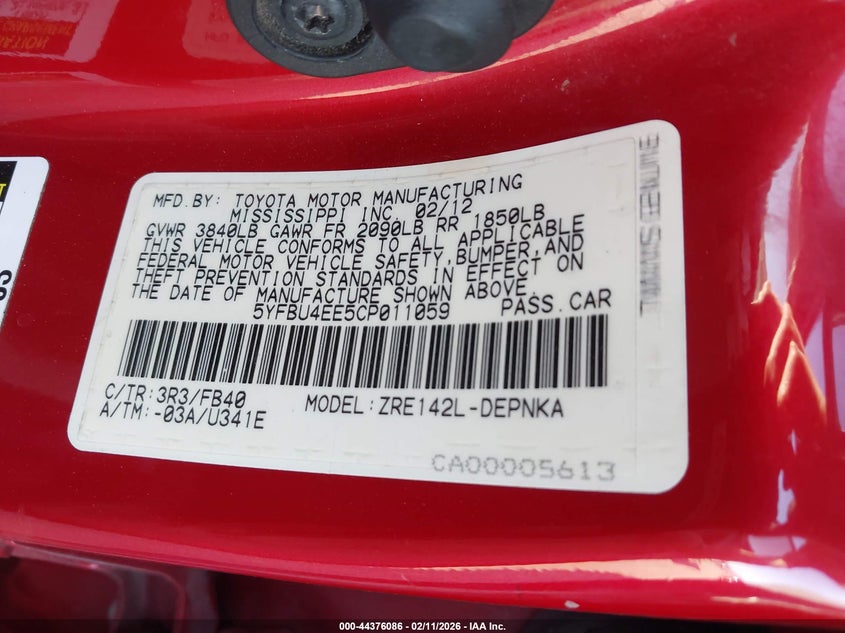 MFD.BY: TOYOTA MOTOR MANUFACTURING
MISSISSIPPI INC. 02/12
GVWR 3840LB GAWR FR 2090LB RR 1850LB
THIS VEHICLE CONFORMS TO ALL APPLICABLE
FEDERAL MOTOR VEHICLE SAFETY,BUMPER,AND
THEFT PREVENTION STANDARDS IN EFFECT ON
THE DATE OF MANUFACTURE SHOWN ABOVE.
5YFBU4EE5CP011059 PASS.CAR
C/TR:3R3/FB40
A/TM:-03A/U341E
MODEL:ZRE142L-DEPNKA
CA00005613
000-44376086 - 02/11/2026 - IAA Inc.